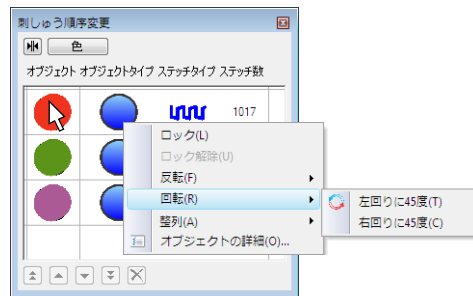 刺しゅう順序変更
色
オブジェクト オブジェクトタイプ ステッチタイプ ステッチ数
1017
ロック(L)
ロック解除(U)
反転(F)
回転(R)
左回りに45度(T)
右回りに45度(C)
整列(A)
オブジェクトの詳細(O)...